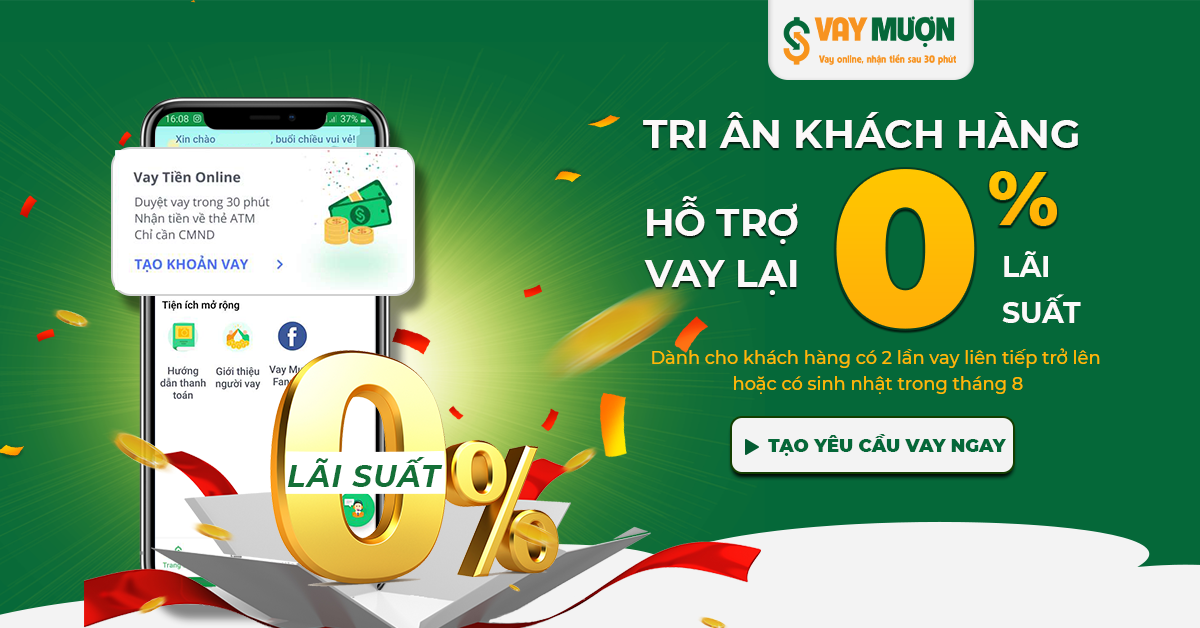 VAY MƯỢN
Vay online, nhận tiền sau 30 phút
TRI ÂN KHÁCH HÀNG
HỖ TRỢ
VAY LẠI
0%
LÃI
SUẤT
Dành cho khách hàng có 2 lần vay liên tiếp trở lên
hoặc có sinh nhật trong tháng 8
TẠO YÊU CẦU VAY NGAY
16:08 37%
Xin chào , buổi chiều vui vẻ!
Vay Tiền Online
Duyệt vay trong 30 phút
Nhận tiền về thẻ ATM
Chỉ cần CMND
TẠO KHOẢN VAY
Tiện ích mở rộng
Hướng
dẫn thanh
toán
Giới thiệu
người vay
Vay
0%
LÃI SUẤT
Trang